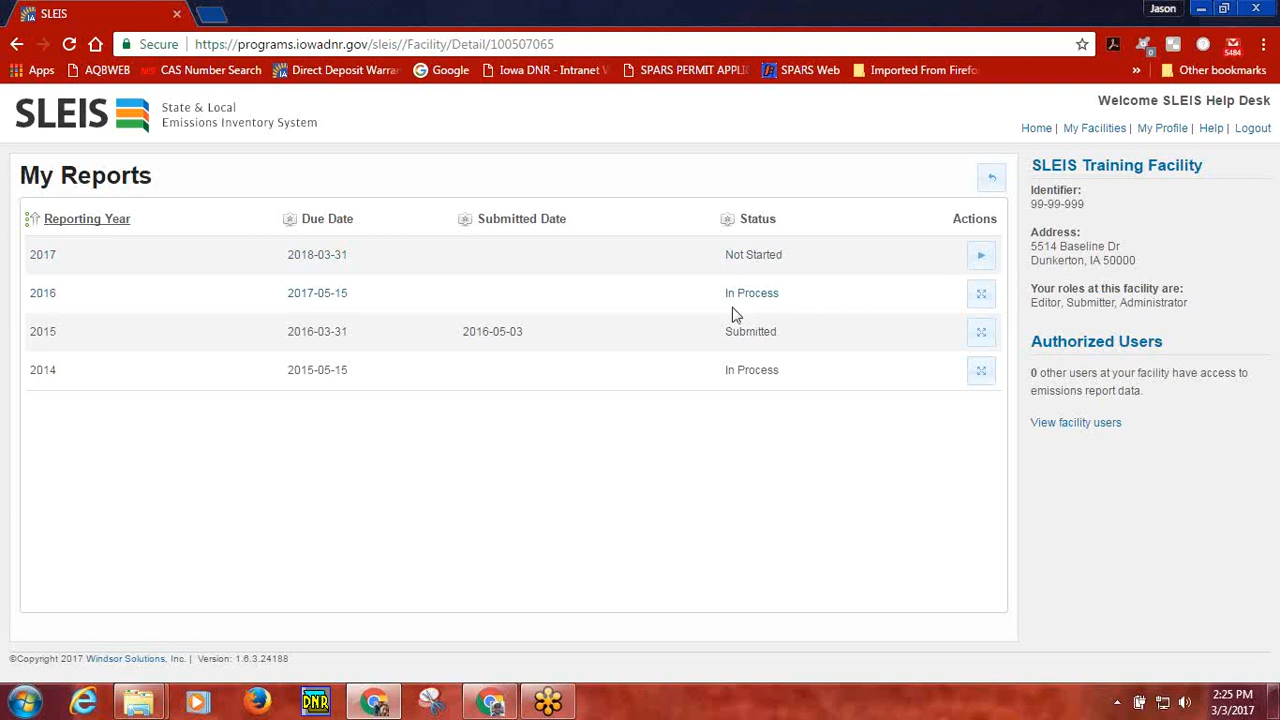 SLEIS
Jason
Secure
https://programs.iowadnr.gov/sleis//Facility/Detail/100507065
5484
Apps
AQBWEB
CAS Number Search
Direct Deposit Warran
Google
Iowa DNR - Intranet V
SPARS PERMIT APPLIC
SPARS Web
Imported From Firefo
»
Other bookmarks
SLEIS
State & Local
Emissions Inventory System
Welcome SLEIS Help Desk
Home | My Facilities | My Profile | Help | Logout
My Reports
Reporting Year Due Date Submitted Date Status Actions
2017 2018-03-31 Not Started
2016 2017-05-15 In Process
2015 2016-03-31 2016-05-03 Submitted
2014 2015-05-15 In Process
SLEIS Training Facility
Identifier:
99-99-999
Address:
5514 Baseline Dr
Dunkerton, IA 50000
Your roles at this facility are:
Editor, Submitter, Administrator
Authorized Users
0 other users at your facility have access to
emissions report data.
View facility users
©Copyright 2017 Windsor Solutions, Inc. | Version: 1.6.3.24188
DNR
2:25 PM
3/3/2017